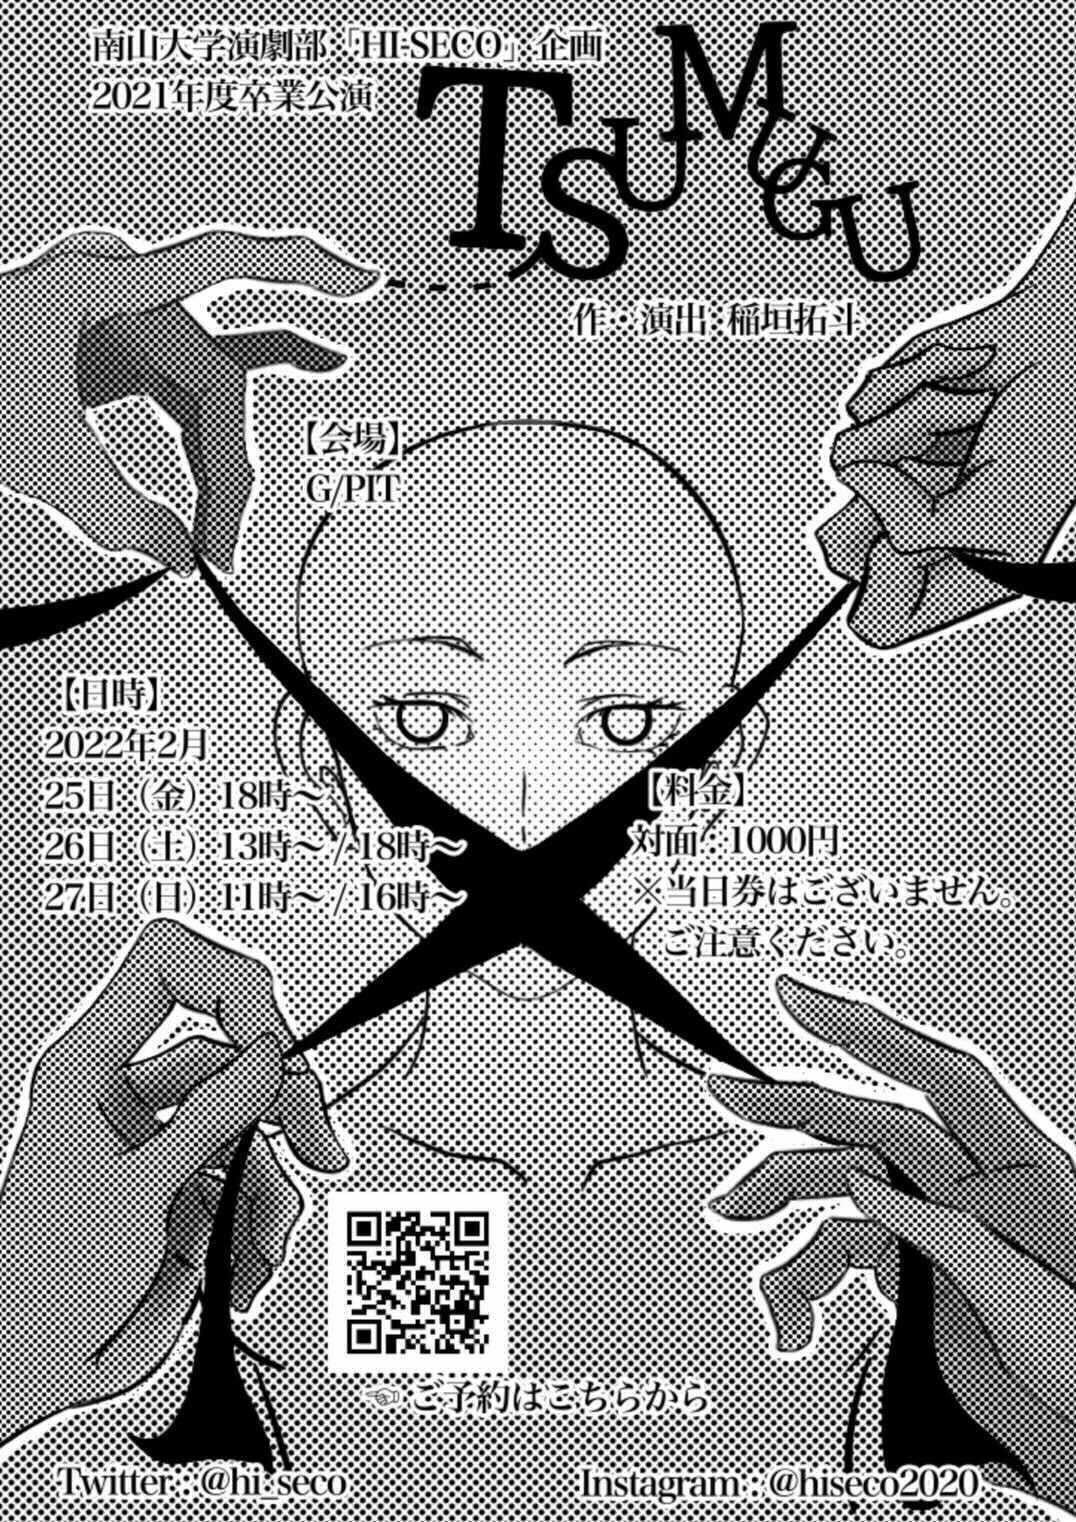 南山大学演劇部「HI-SECO」企画
2021年度卒業公演
TSUMUGU
作・演出 稲垣拓斗
【会場】
G/PIT
【日時】
2022年2月
25日（金）18時～
26日（土）13時～ / 18時～
27日（日）11時～ / 16時～
【料金】
対面：1000円
※当日券はございません。
ご注意ください。
☜ ご予約はこちらから
Twitter : @hi_seco
Instagram : @hiseco2020